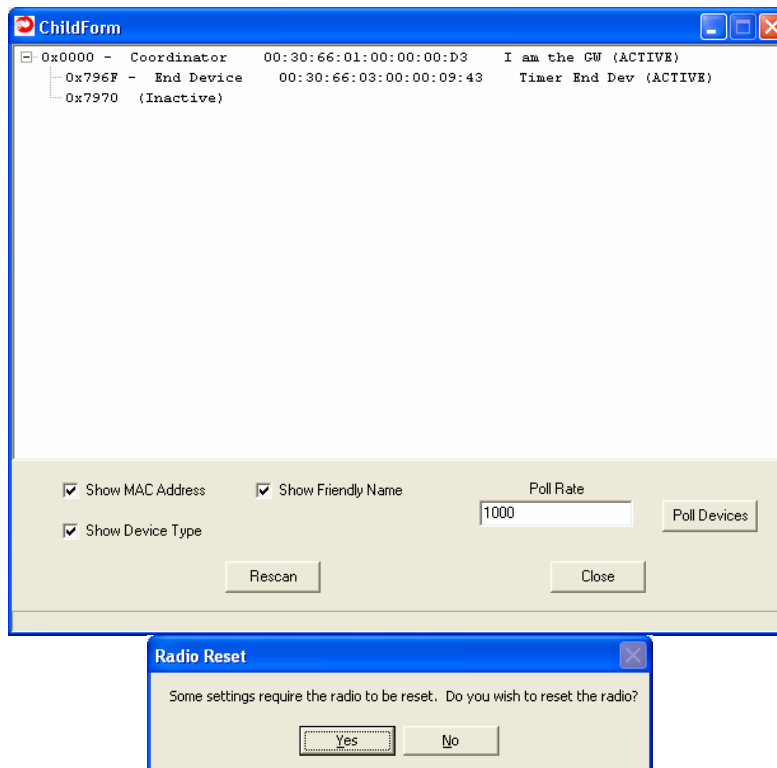 ChildForm
0x0000 - Coordinator 00:30:66:01:00:00:00:D3 I am the GW (ACTIVE)
0x796F - End Device 00:30:66:03:00:00:09:43 Timer End Dev (ACTIVE)
0x7970 (Inactive)
Show MAC Address Show Friendly Name Poll Rate
1000 Poll Devices
Show Device Type
Rescan Close
Radio Reset
Some settings require the radio to be reset. Do you wish to reset the radio?
Yes No